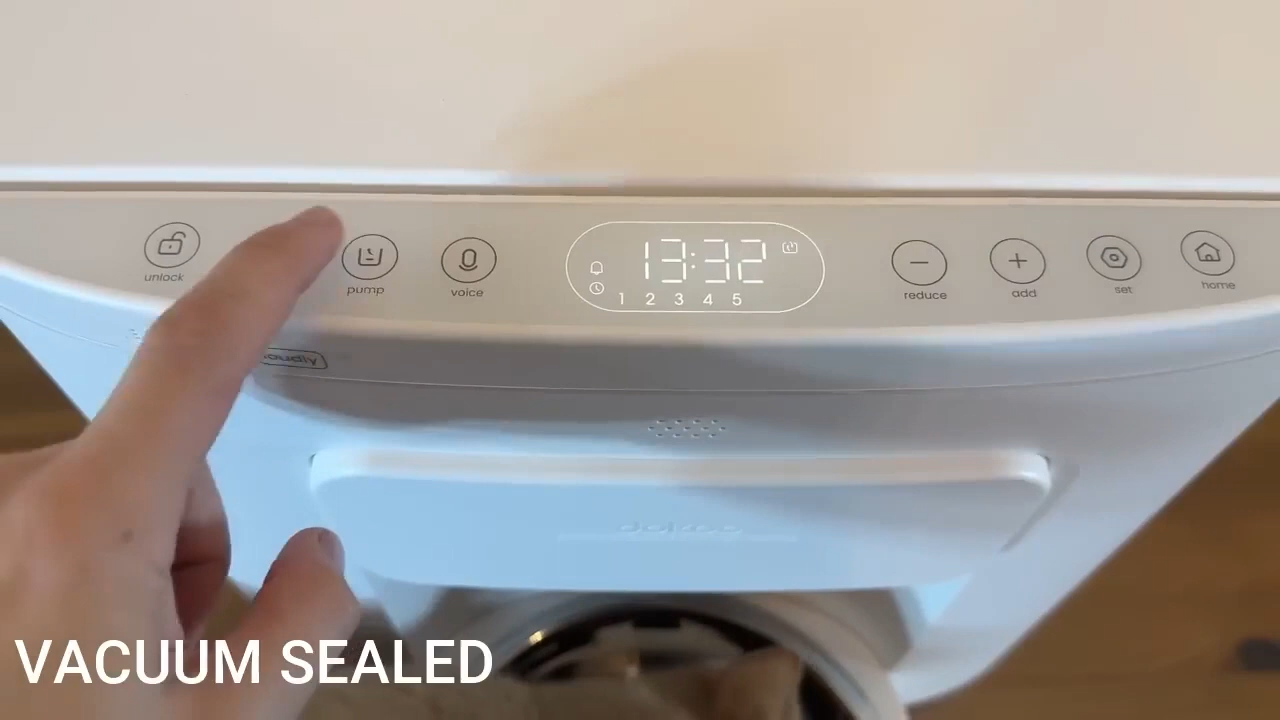 unlock
pump
voice
13:32
1 2 3 4 5
reduce
add
set
home
VACUUM SEALED